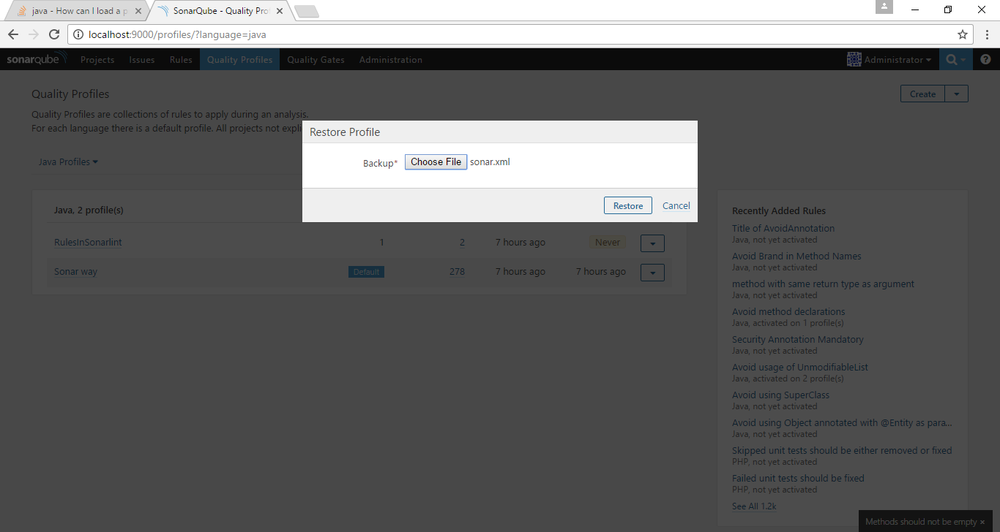 java - How can I load a p
SonarQube - Quality Prof
localhost:9000/profiles/?language=java
sonarqube Projects Issues Rules Quality Profiles Quality Gates Administration Administrator
Quality Profiles
Create
Quality Profiles are collections of rules to apply during an analysis.
For each language there is a default profile. All projects not expli
Restore Profile
Backup* Choose File sonar.xml
Restore Cancel
Java Profiles
Java, 2 profile(s)
RulesInSonarlint 1 2 7 hours ago Never
Sonar way Default 278 7 hours ago 7 hours ago
Recently Added Rules
Title of AvoidAnnotation
Java, not yet activated
Avoid Brand in Method Names
Java, not yet activated
method with same return type as argument
Java, not yet activated
Avoid method declarations
Java, activated on 1 profile(s)
Security Annotation Mandatory
Java, not yet activated
Avoid usage of UnmodifiableList
Java, activated on 2 profile(s)
Avoid using SuperClass
Java, not yet activated
Avoid using Object annotated with @Entity as para...
Java, not yet activated
Skipped unit tests should be either removed or fixed
PHP, not yet activated
Failed unit tests should be fixed
PHP, not yet activated
See All 1.2k
Methods should not be empty ×